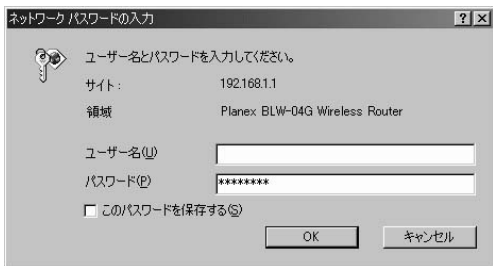 ネットワーク パスワードの入力
ユーザー名とパスワードを入力してください。
サイト: 192.168.1.1
領域 Planex BLW-04G Wireless Router
ユーザー名(U)
パスワード(P) ********
このパスワードを保存する(S)
OK キャンセル